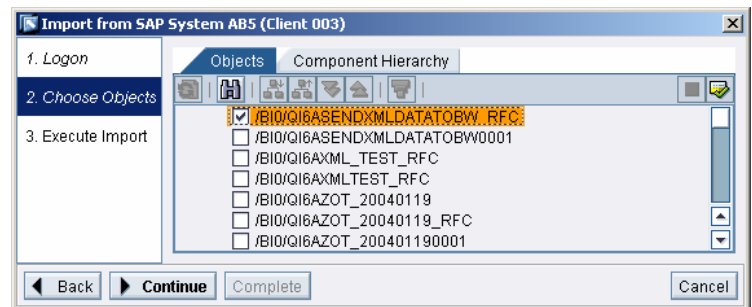 Import from SAP System AB5 (Client 003)
1. Logon
2. Choose Objects
3. Execute Import
Objects
Component Hierarchy
/BI0/QI6ASENDXMLDATATOBW_RFC
/BI0/QI6ASENDXMLDATATOBW0001
/BI0/QI6AXML_TEST_RFC
/BI0/QI6AXMLTEST_RFC
/BI0/QI6AZOT_20040119
/BI0/QI6AZOT_20040119_RFC
/BI0/QI6AZOT_200401190001
Back
Continue
Complete
Cancel